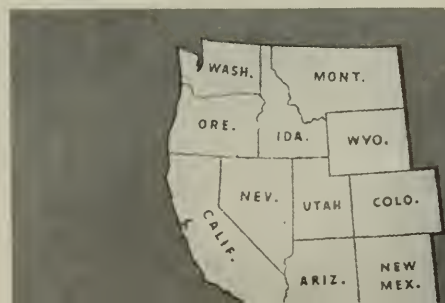 WASH.
MONT.
ORE.
IDA.
WYO.
NEV.
UTAH
COLO.
CALIF.
ARIZ.
NEW
MEX.